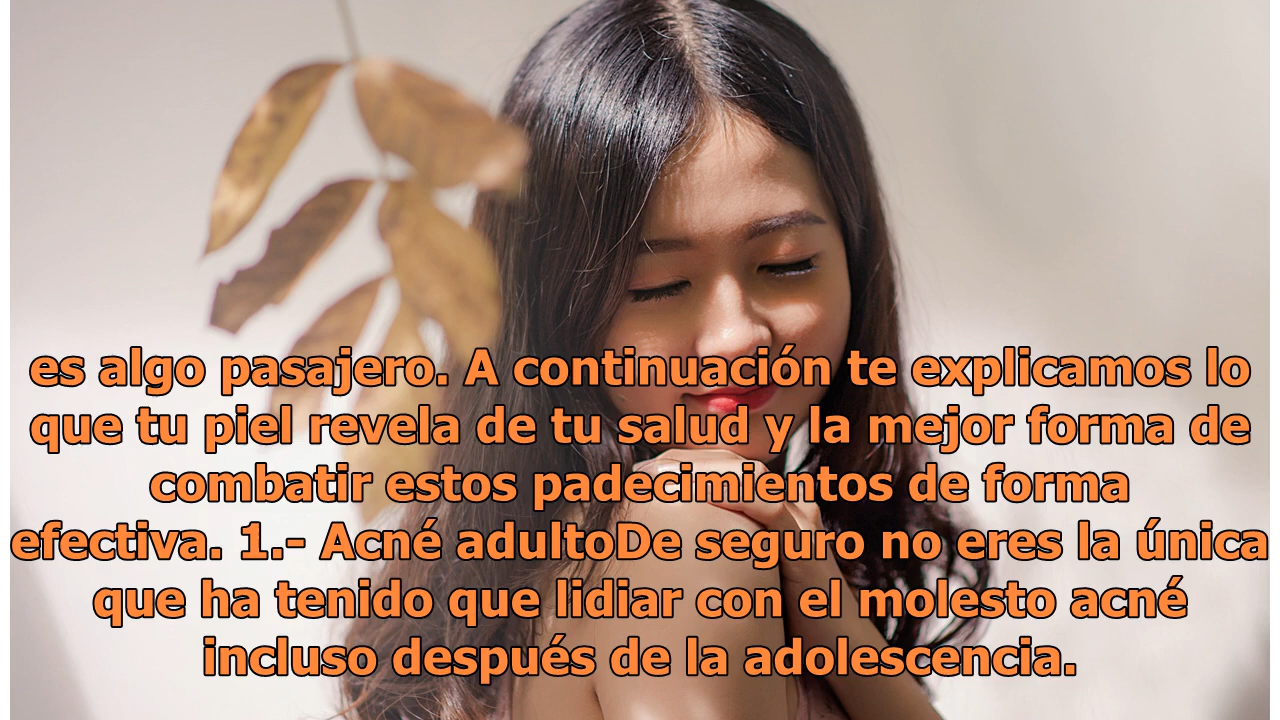 es algo pasajero. A continuación te explicamos lo
que tu piel revela de tu salud y la mejor forma de
combatir estos padecimientos de forma
efectiva. 1.- Acné adultoDe seguro no eres la única
que ha tenido que lidiar con el molesto acné
incluso después de la adolescencia.